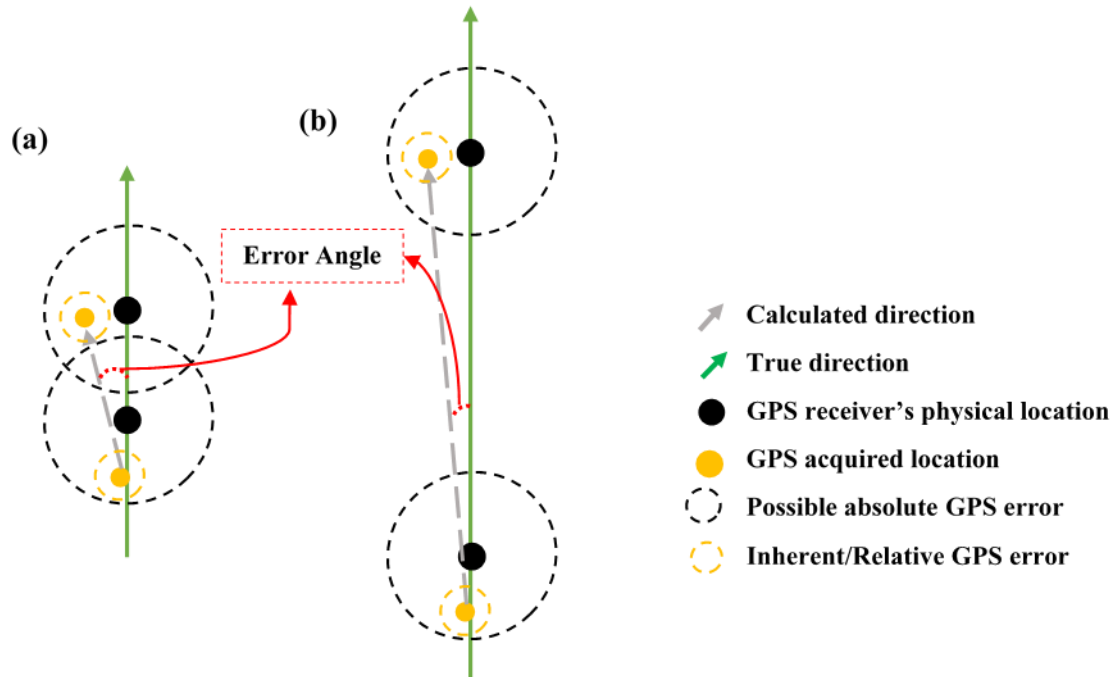 (a)
(b)
Error Angle
Calculated direction
True direction
GPS receiver's physical location
GPS acquired location
Possible absolute GPS error
Inherent/Relative GPS error